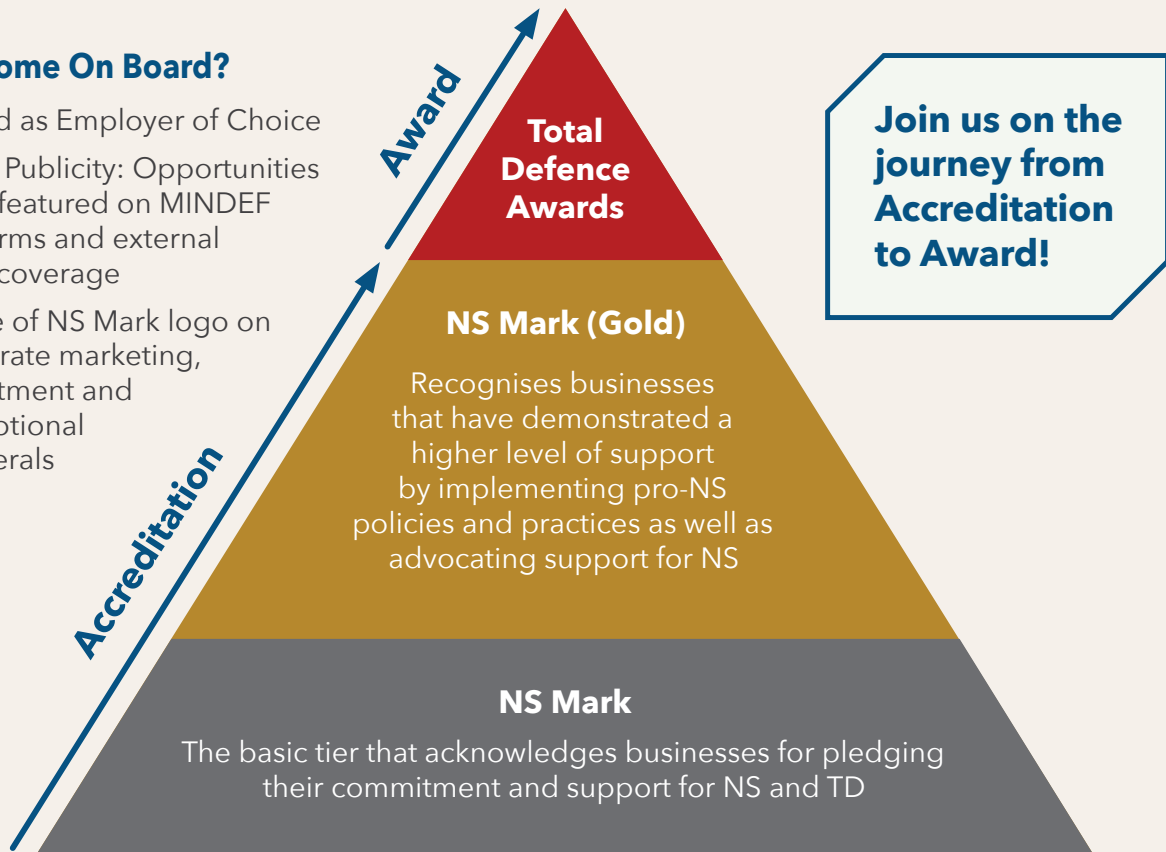 ome On Board?
d as Employer of Choice
Publicity: Opportunities
featured on MINDEF
rms and external
coverage
e of NS Mark logo on
rate marketing,
tment and
otional
erals
Accreditation
Award
Total
Defence
Awards
NS Mark (Gold)
Recognises businesses
that have demonstrated a
higher level of support
by implementing pro-NS
policies and practices as well as
advocating support for NS
NS Mark
The basic tier that acknowledges businesses for pledging
their commitment and support for NS and TD
Join us on the
journey from
Accreditation
to Award!